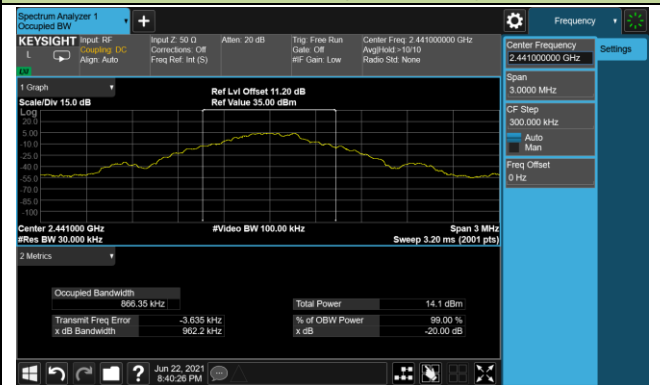 Spectrum Analyzer 1
Occupied BW
Frequency
KEYSIGHT
L
Input: RF
Coupling: DC
Align: Auto
Input Z: 50 Ω
Corrections: Off
Freq Ref: Int (S)
Atten: 20 dB
Trig: Free Run
Gate: Off
#IF Gain: Low
Center Freq: 2.441000000 GHz
Avg|Hold:>10/10
Radio Std: None
Center Frequency
2.441000000 GHz
Settings
Span
3.0000 MHz
CF Step
300.000 kHz
Auto
Man
Freq Offset
0 Hz
1 Graph
Scale/Div 15.0 dB
Ref Lvl Offset 11.20 dB
Ref Value 35.00 dBm
Log
20.0
5.00
-10.0
-25.0
-40.0
-55.0
-70.0
-85.0
-100
Center 2.441000 GHz
#Res BW 30.000 kHz
#Video BW 100.00 kHz
Span 3 MHz
Sweep 3.20 ms (2001 pts)
2 Metrics
Occupied Bandwidth
866.35 kHz
Total Power 14.1 dBm
Transmit Freq Error -3.635 kHz
% of OBW Power 99.00 %
x dB Bandwidth 962.2 kHz
x dB -20.00 dB
?
Jun 22, 2021
8:40:26 PM